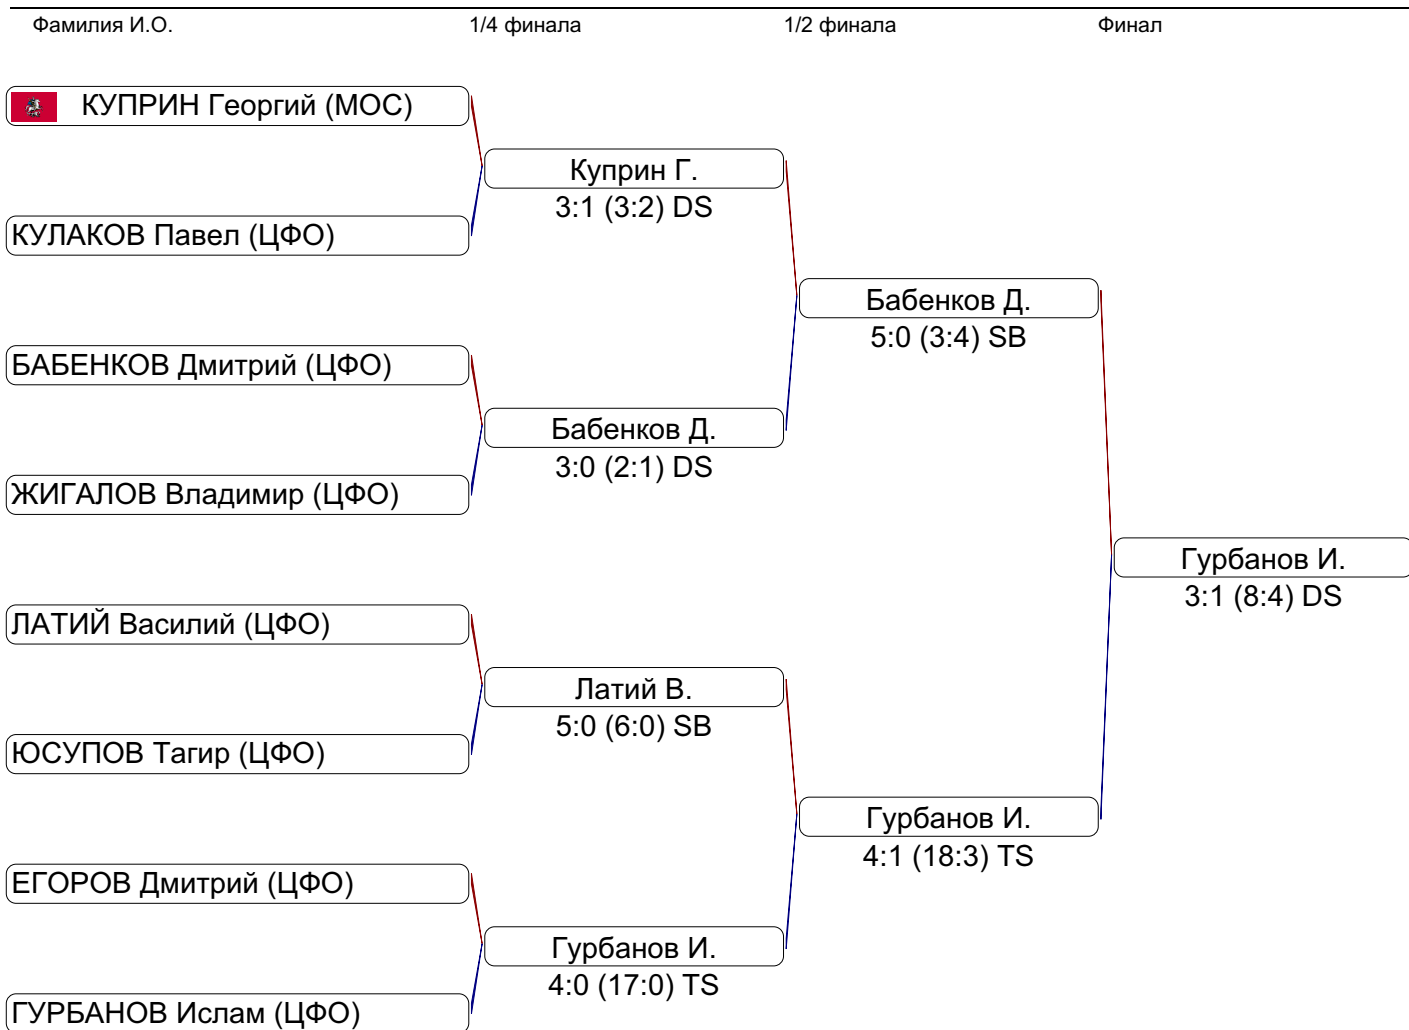 Фамилия И.О. 1/4 финала 1/2 финала Финал
КУПРИН Георгий (МОС)
Куприн Г.
3:1 (3:2) DS
КУЛАКОВ Павел (ЦФО)
Бабенков Д.
5:0 (3:4) SB
БАБЕНКОВ Дмитрий (ЦФО)
Бабенков Д.
3:0 (2:1) DS
ЖИГАЛОВ Владимир (ЦФО)
Гурбанов И.
3:1 (8:4) DS
ЛАТИЙ Василий (ЦФО)
Латий В.
5:0 (6:0) SB
ЮСУПОВ Тагир (ЦФО)
Гурбанов И.
4:1 (18:3) TS
ЕГОРОВ Дмитрий (ЦФО)
Гурбанов И.
4:0 (17:0) TS
ГУРБАНОВ Ислам (ЦФО)